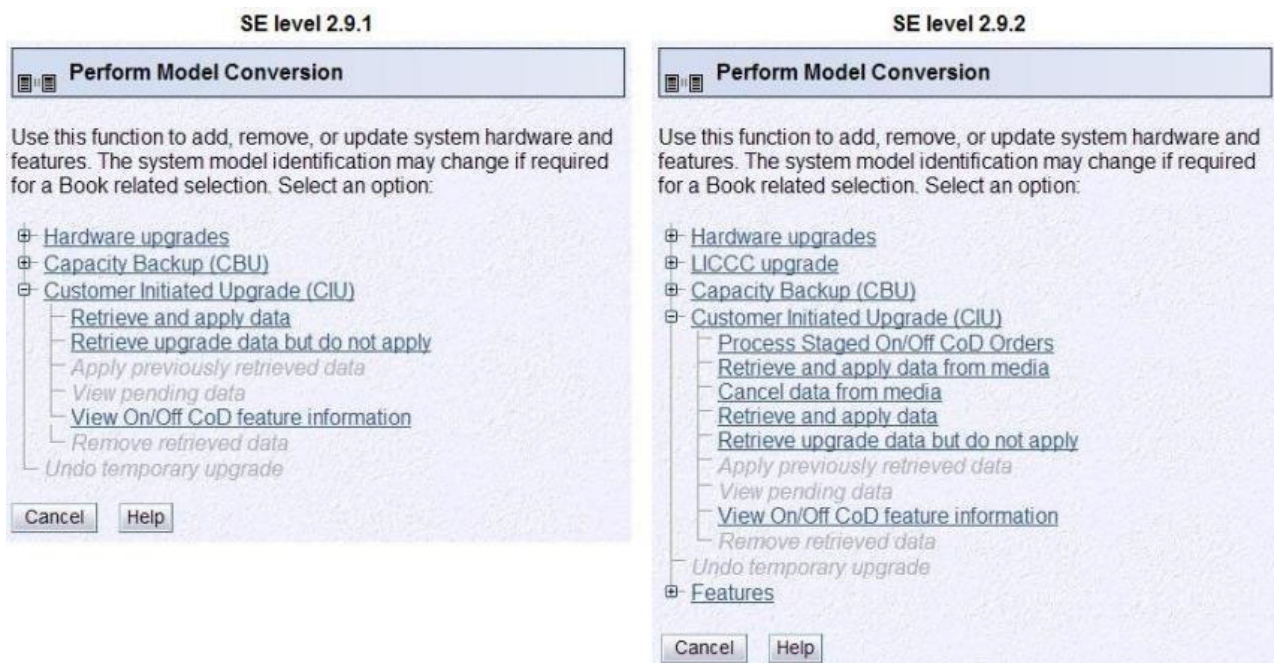 SE level 2.9.1
Perform Model Conversion
Use this function to add, remove, or update system hardware and
features. The system model identification may change if required
for a Book related selection. Select an option:
Hardware upgrades
Capacity Backup (CBU)
Customer Initiated Upgrade (CIU)
Retrieve and apply data
Retrieve upgrade data but do not apply
Apply previously retrieved data
View pending data
View On/Off CoD feature information
Remove retrieved data
Undo temporary upgrade
Cancel
Help
SE level 2.9.2
Perform Model Conversion
Use this function to add, remove, or update system hardware and
features. The system model identification may change if required
for a Book related selection. Select an option:
Hardware upgrades
LICCC upgrade
Capacity Backup (CBU)
Customer Initiated Upgrade (CIU)
Process Staged On/Off CoD Orders
Retrieve and apply data from media
Cancel data from media
Retrieve and apply data
Retrieve upgrade data but do not apply
Apply previously retrieved data
View pending data
View On/Off CoD feature information
Remove retrieved data
Undo temporary upgrade
Features
Cancel
Help